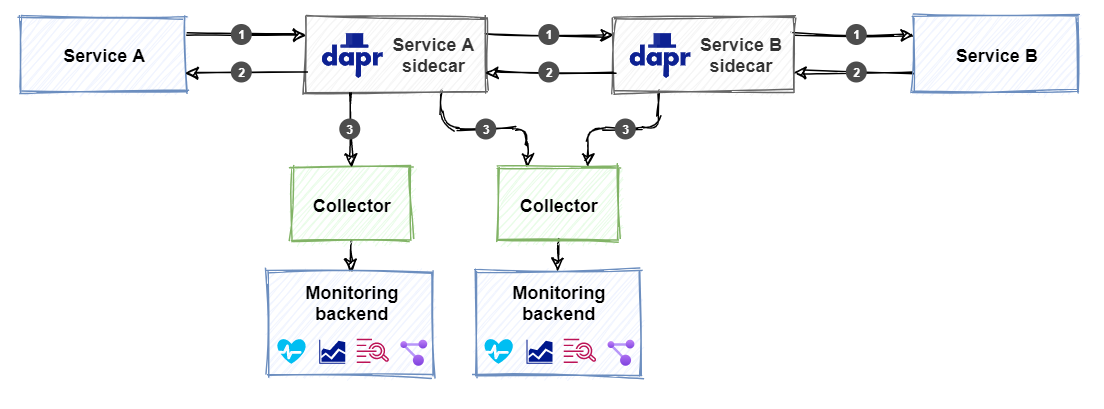 Service A
1
2
dapr
Service A
sidecar
1
2
dapr
Service B
sidecar
1
2
Service B
3
3
3
Collector
Collector
Monitoring
backend
Monitoring
backend